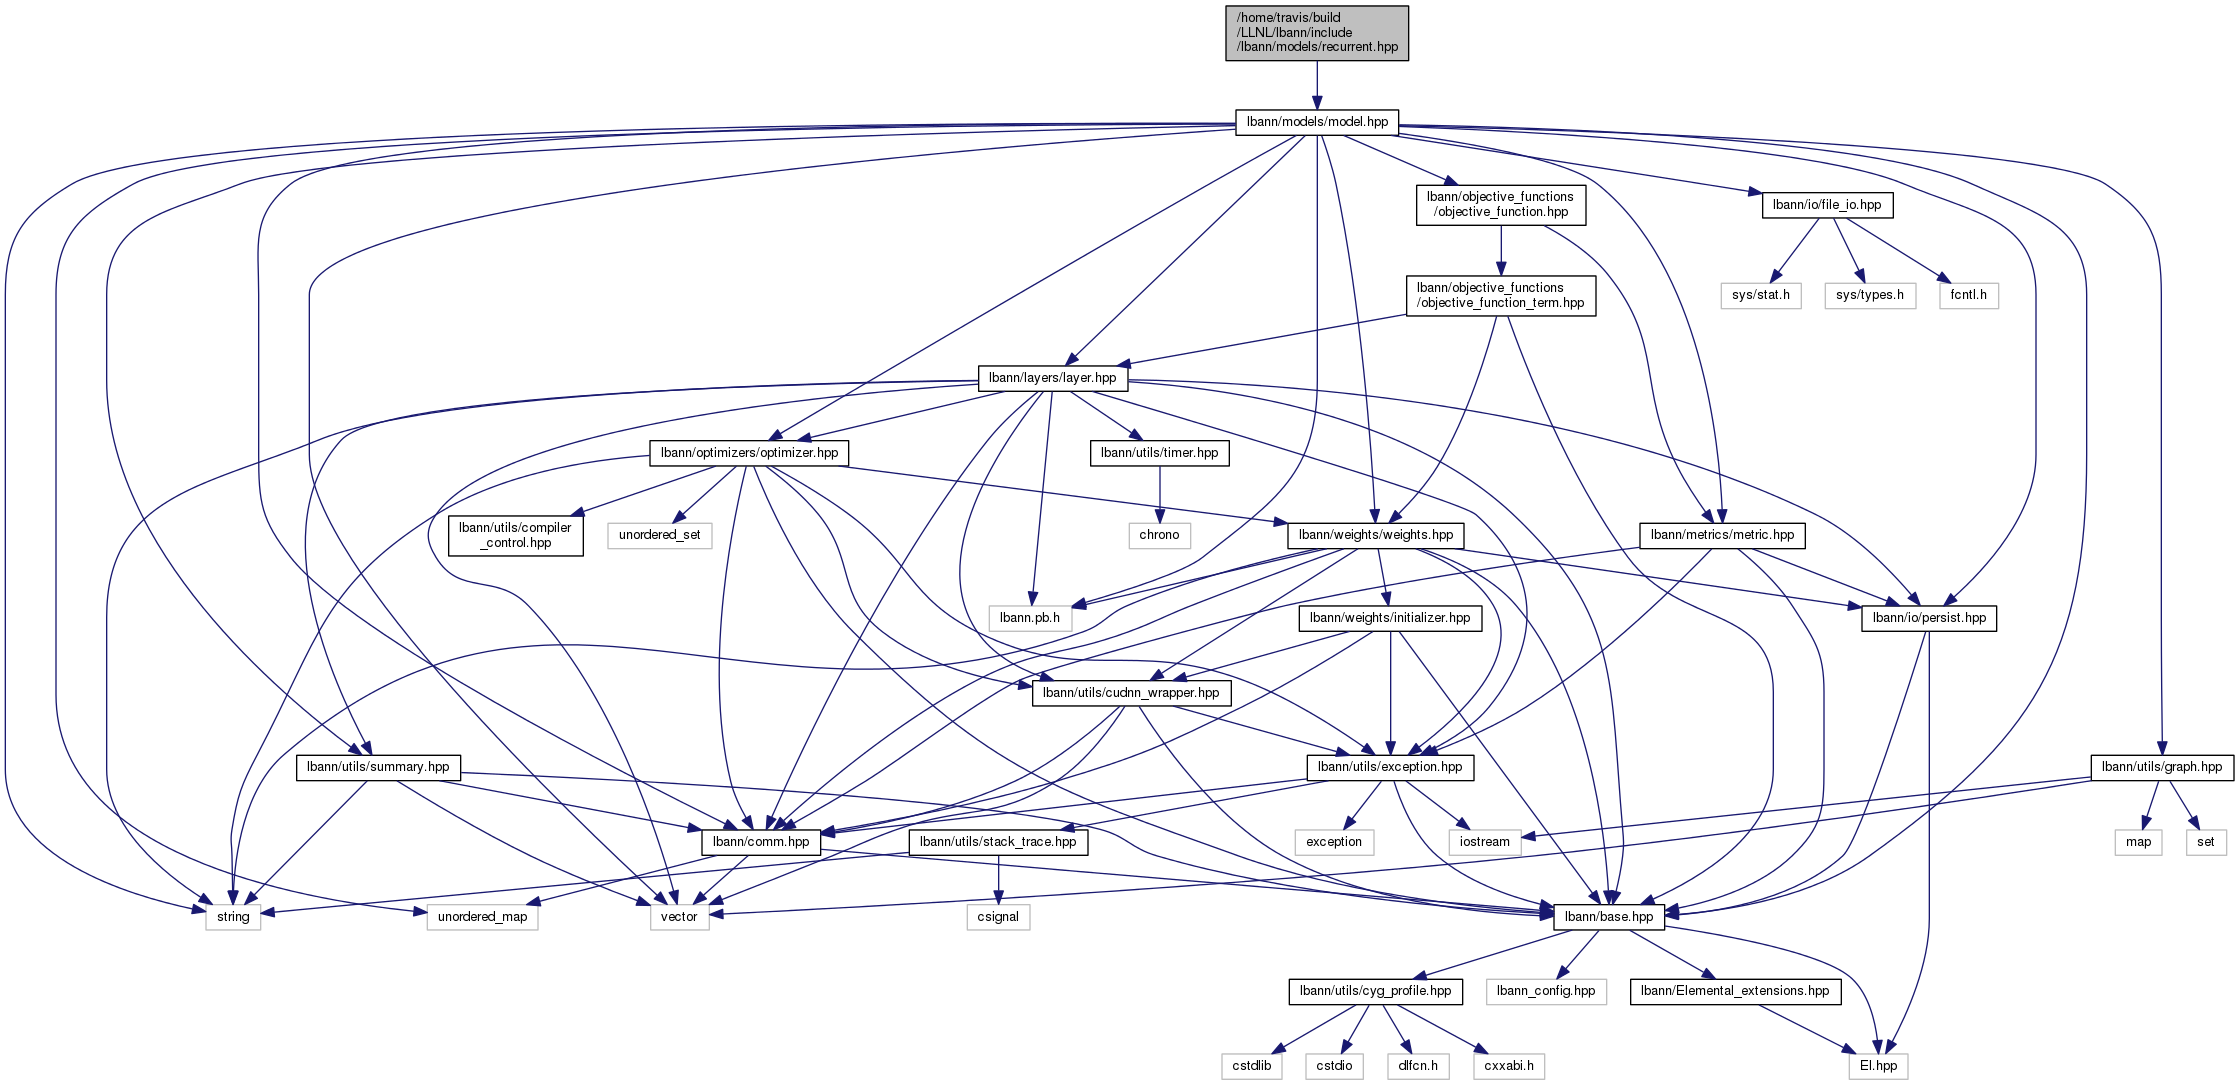 /home/travis/build
/LLNL/lbann/include
/lbann/models/recurrent.hpp
lbann/models/model.hpp
lbann/objective_functions
/objective_function.hpp
lbann/io/file_io.hpp
lbann/objective_functions
/objective_function_term.hpp
sys/stat.h
sys/types.h
fcntl.h
lbann/layers/layer.hpp
lbann/optimizers/optimizer.hpp
lbann/utils/timer.hpp
lbann/utils/compiler
_control.hpp
unordered_set
chrono
lbann/weights/weights.hpp
lbann/metrics/metric.hpp
lbann.pb.h
lbann/weights/initializer.hpp
lbann/io/persist.hpp
lbann/utils/cudnn_wrapper.hpp
lbann/utils/summary.hpp
lbann/utils/exception.hpp
lbann/utils/graph.hpp
lbann/comm.hpp
lbann/utils/stack_trace.hpp
exception
iostream
map
set
string
unordered_map
vector
csignal
lbann/base.hpp
lbann/utils/cyg_profile.hpp
lbann_config.hpp
lbann/Elemental_extensions.hpp
cstdlib
cstdio
dlfcn.h
cxxabi.h
El.hpp